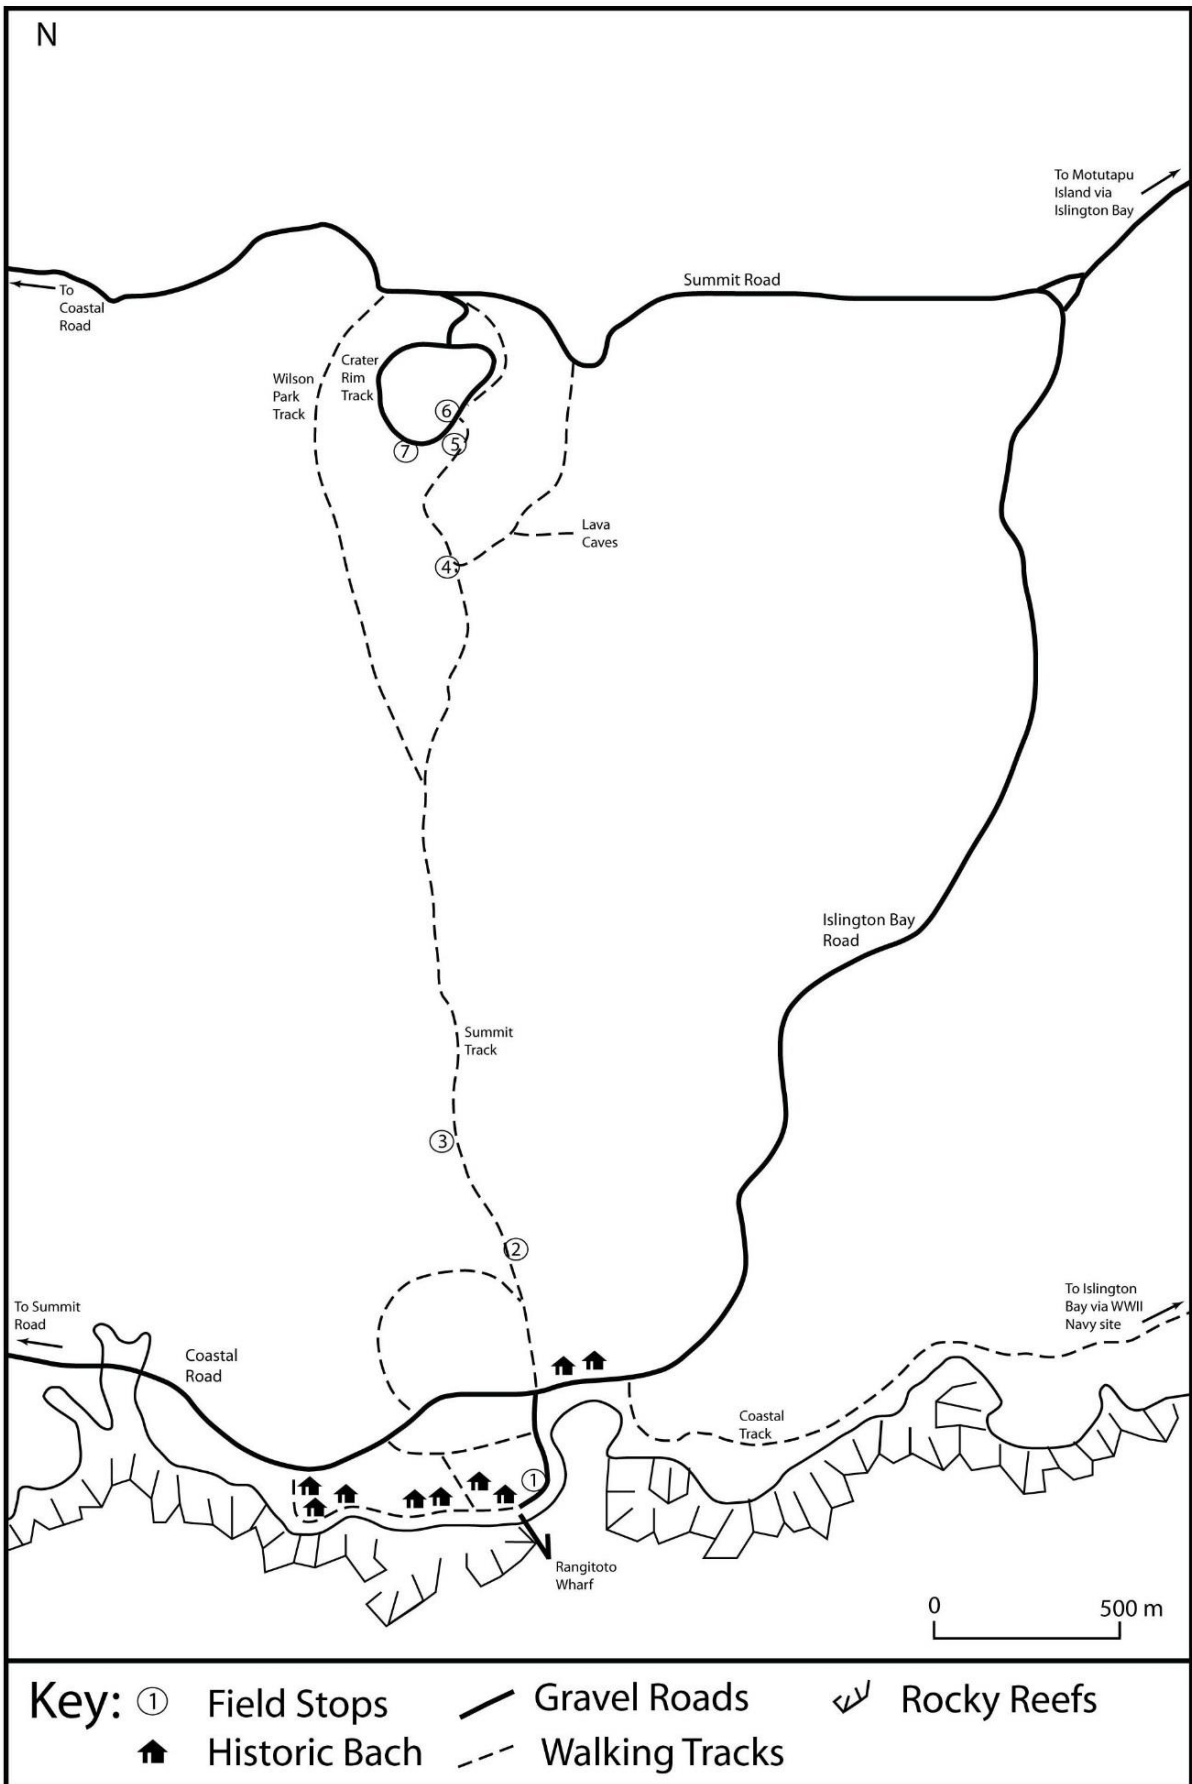 N
To Motutapu
Island via
Islington Bay
To
Coastal
Road
Summit Road
Wilson
Park
Track
Crater
Rim
Track
6
5
7
Lava
Caves
4
Islington Bay
Road
Summit
Track
3
2
To Summit
Road
To Islington
Bay via WWII
Navy site
Coastal
Road
Coastal
Track
1
Rangitoto
Wharf
0 500 m
Key: 1 Field Stops Gravel Roads Rocky Reefs
Historic Bach Walking Tracks